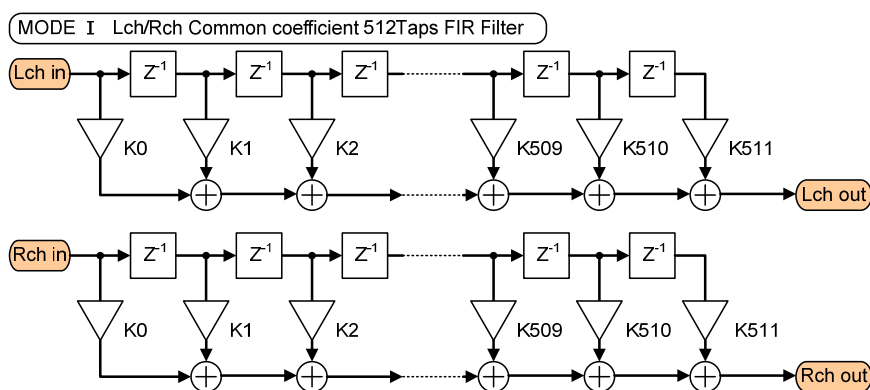 MODE I Lch/Rch Common coefficient 512Taps FIR Filter
Lch in Z⁻¹ Z⁻¹ Z⁻¹ Z⁻¹ Z⁻¹
K0 K1 K2 K509 K510 K511
Lch out
Rch in Z⁻¹ Z⁻¹ Z⁻¹ Z⁻¹ Z⁻¹
K0 K1 K2 K509 K510 K511
Rch out